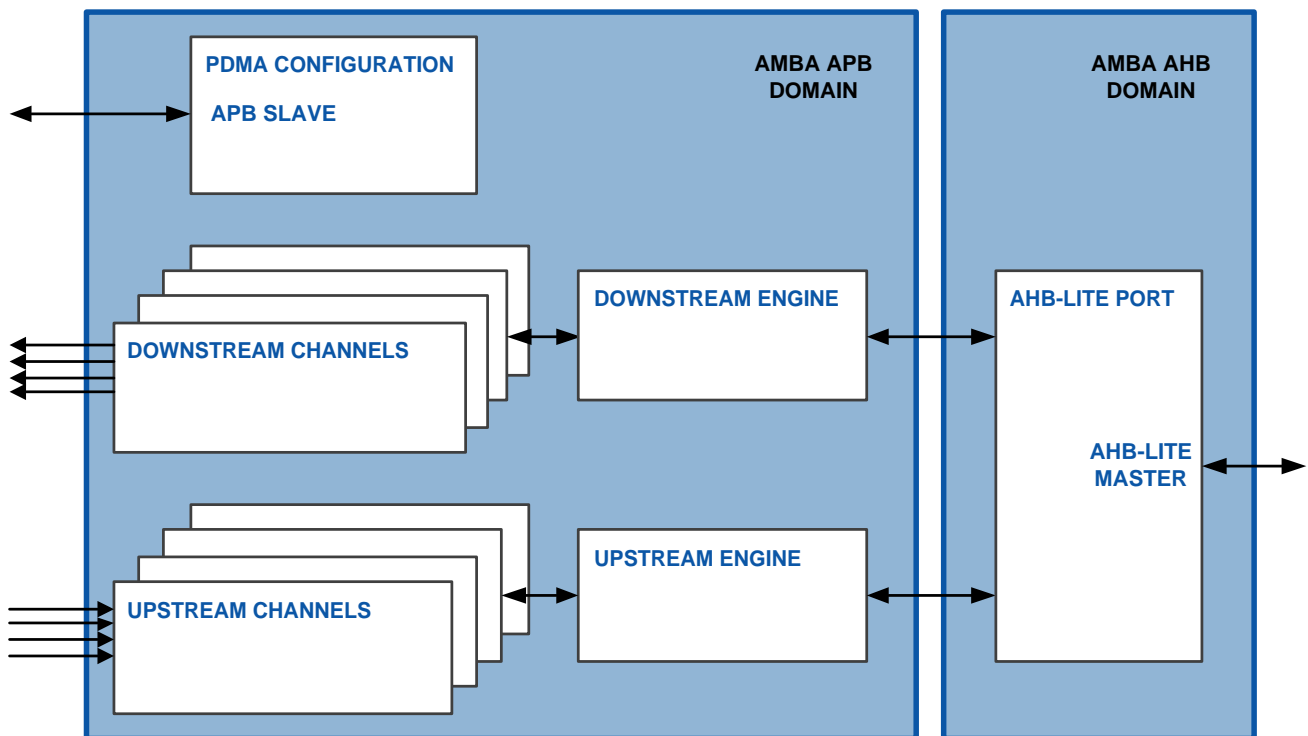 PDMA CONFIGURATION
APB SLAVE
AMBA APB
DOMAIN
AMBA AHB
DOMAIN
DOWNSTREAM CHANNELS
DOWNSTREAM ENGINE
AHB-LITE PORT
AHB-LITE
MASTER
UPSTREAM CHANNELS
UPSTREAM ENGINE